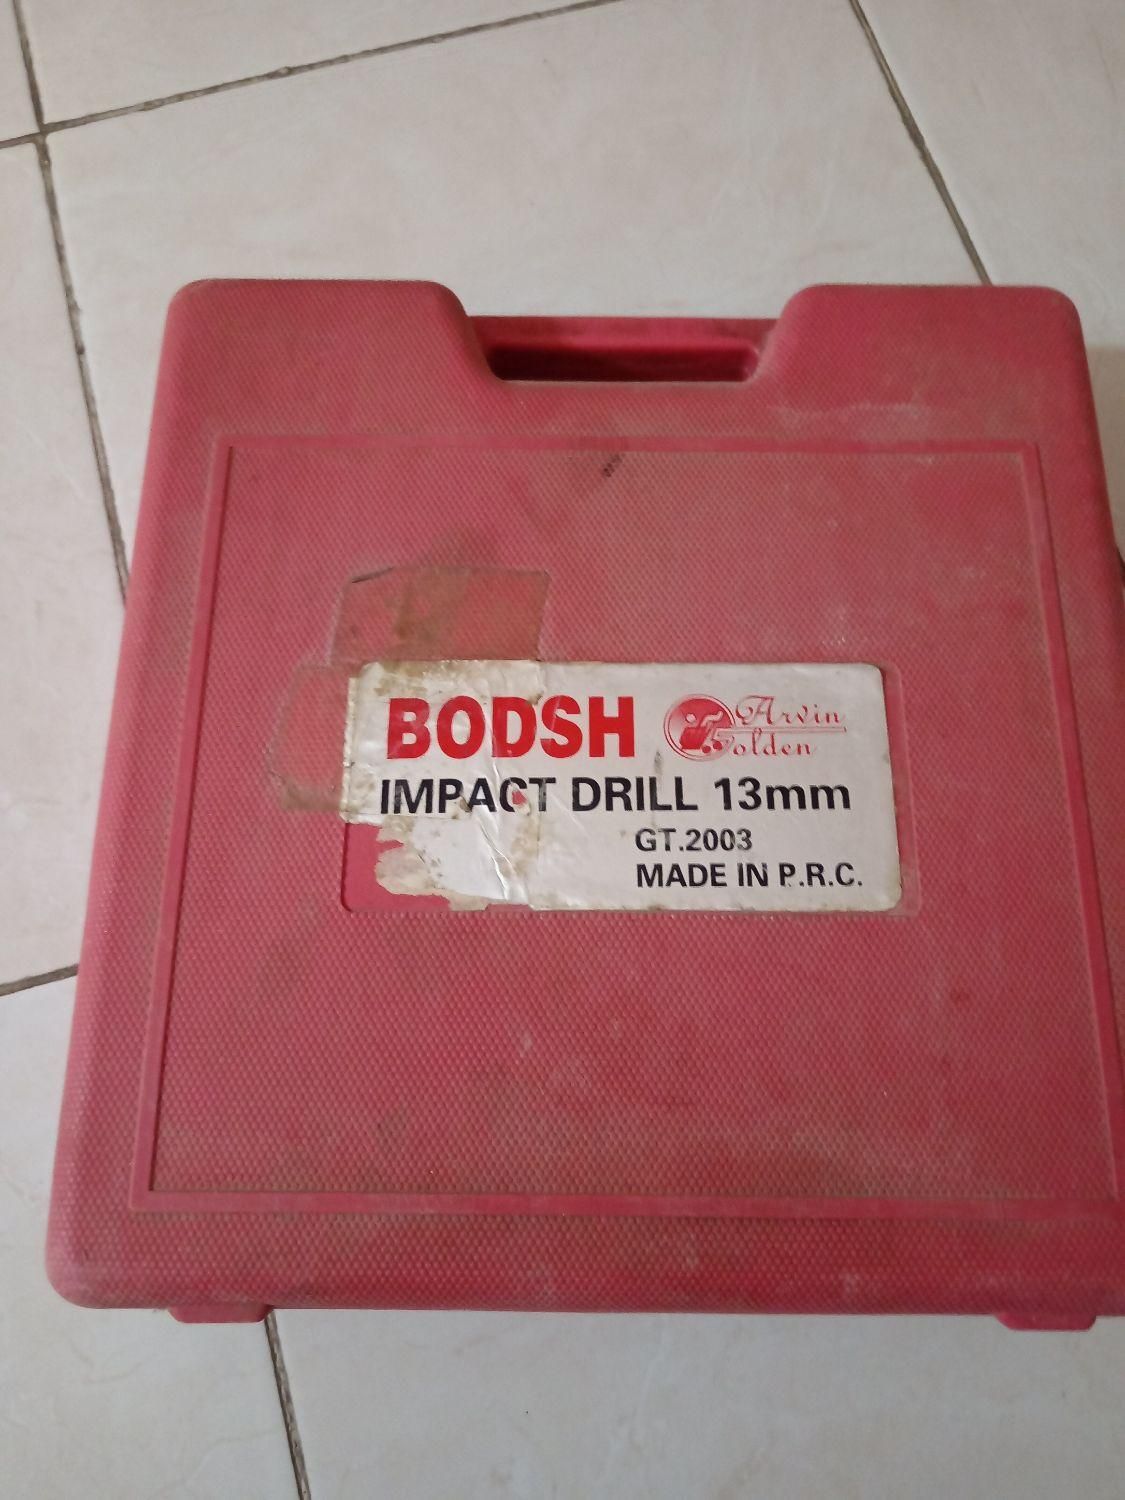 BODSH
Arvin
Golden
IMPACT DRILL 13mm
GT.2003
MADE IN P.R.C.